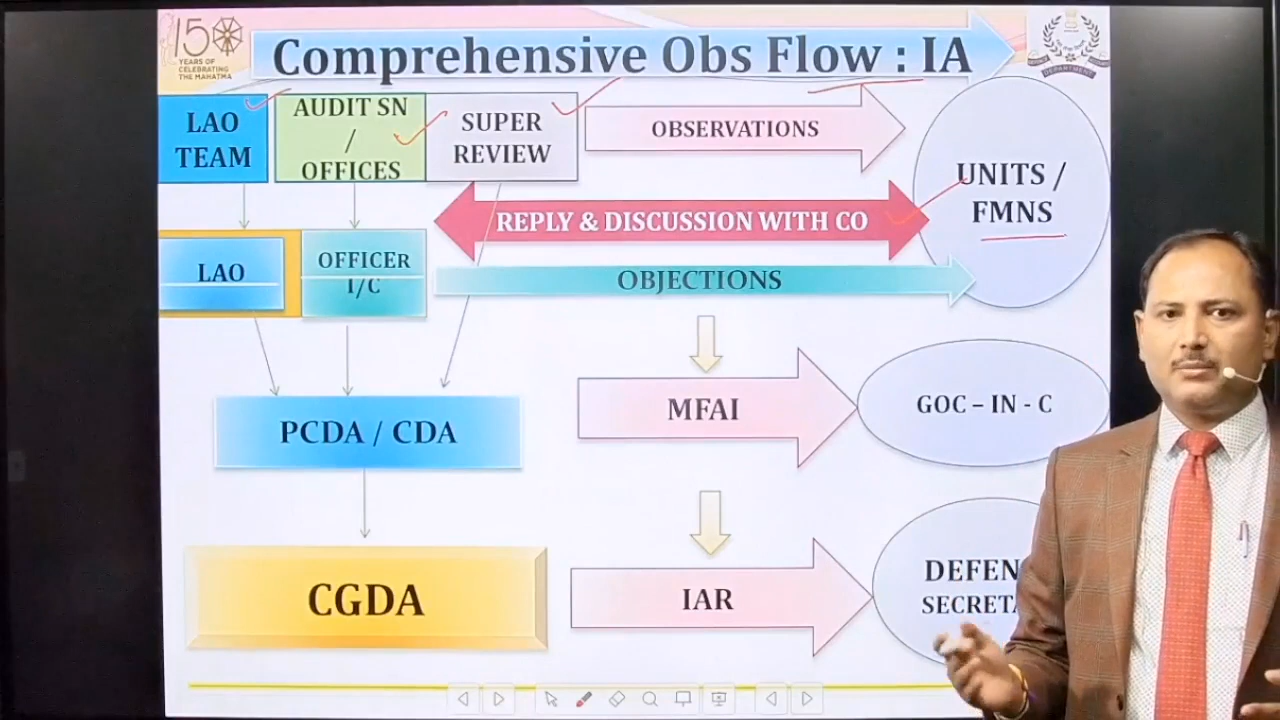 150
YEARS OF
CELEBRATING
THE MAHATMA
Comprehensive Obs Flow : IA
DEPARTMENT
LAO
TEAM
AUDIT SN
/
OFFICES
SUPER
REVIEW
OBSERVATIONS
UNITS /
FMNS
REPLY & DISCUSSION WITH CO
LAO
OFFICER
I/C
OBJECTIONS
PCDA / CDA
MFAI
GOC – IN - C
CGDA
IAR
DEFEN
SECRETA